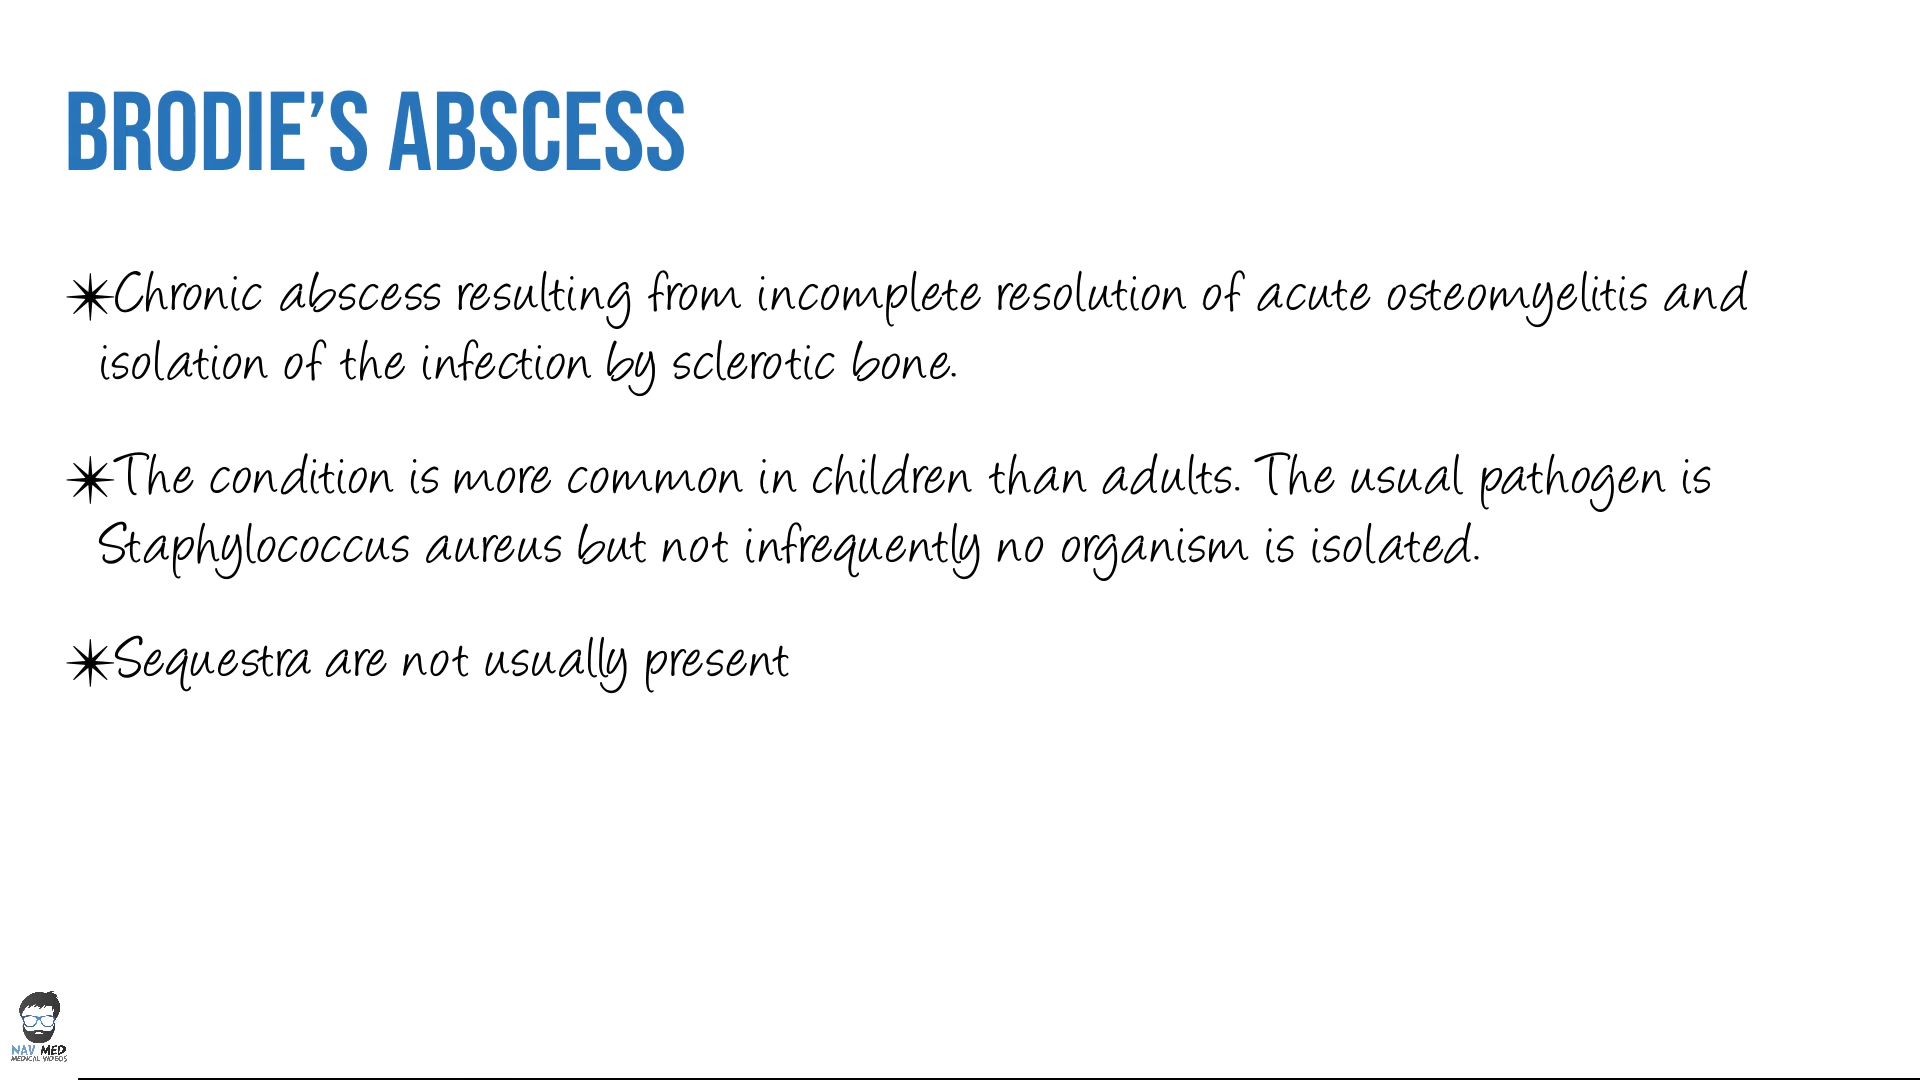 BRODIE’S ABSCESS
✴Chronic abscess resulting from incomplete resolution of acute osteomyelitis and
isolation of the infection by sclerotic bone.
✴The condition is more common in children than adults. The usual pathogen is
Staphylococcus aureus but not infrequently no organism is isolated.
✴Sequestra are not usually present
NAV MED
MEDICAL VIDEOS